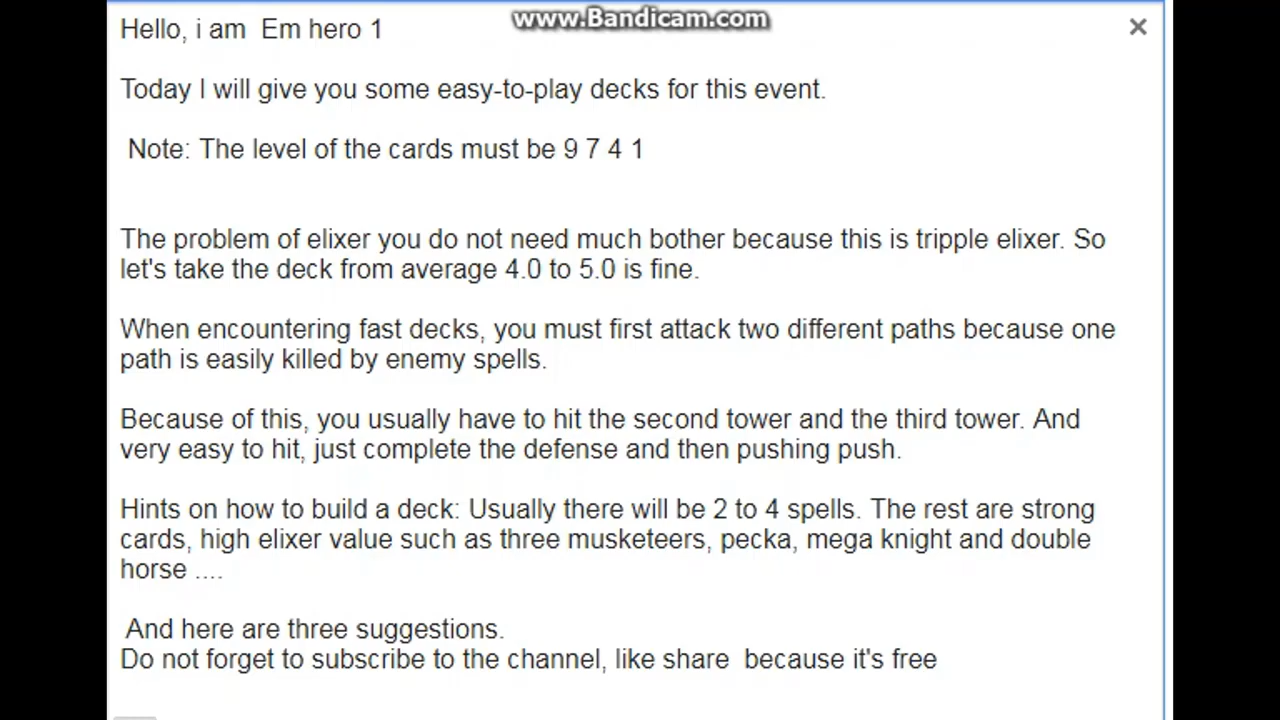 www.Bandicam.com
Hello, i am  Em hero 1
Today I will give you some easy-to-play decks for this event.
Note: The level of the cards must be 9 7 4 1
The problem of elixer you do not need much bother because this is tripple elixer. So
let's take the deck from average 4.0 to 5.0 is fine.
When encountering fast decks, you must first attack two different paths because one
path is easily killed by enemy spells.
Because of this, you usually have to hit the second tower and the third tower. And
very easy to hit, just complete the defense and then pushing push.
Hints on how to build a deck: Usually there will be 2 to 4 spells. The rest are strong
cards, high elixer value such as three musketeers, pecka, mega knight and double
horse ....
And here are three suggestions.
Do not forget to subscribe to the channel, like share  because it's free